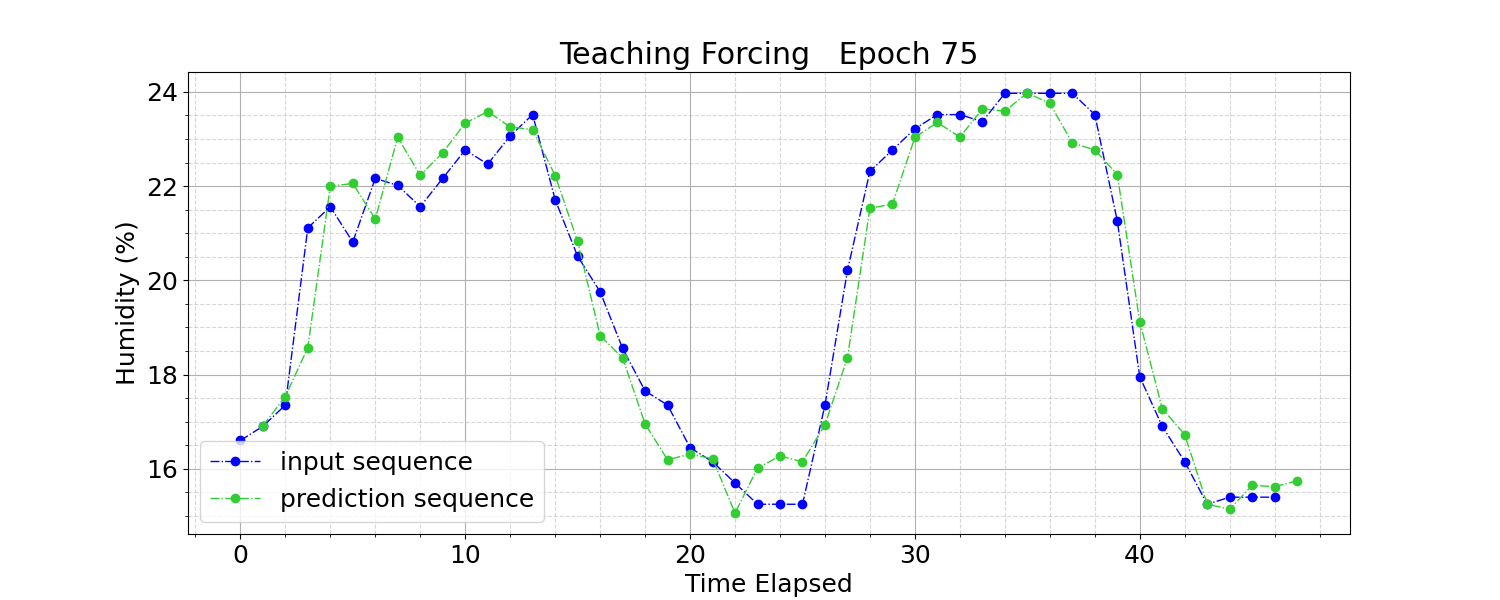 Teaching Forcing   Epoch 75
Humidity (%)
24
22
20
18
16
input sequence
prediction sequence
0 10 20 30 40
Time Elapsed